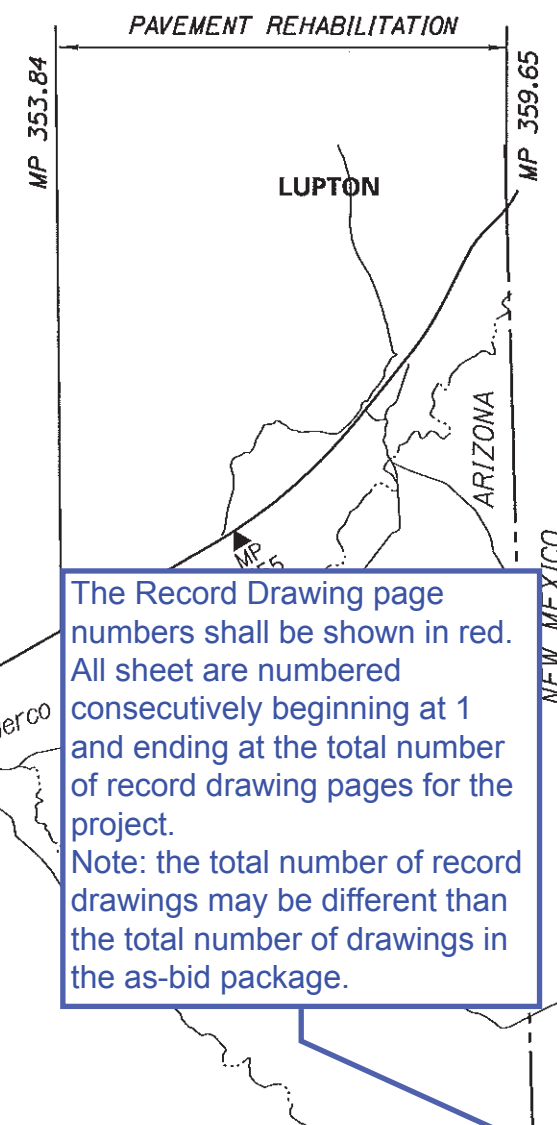 PAVEMENT REHABILITATION
MP 353.84
MP 359.65
LUPTON
ARIZONA
NEW MEXICO
MP
The Record Drawing page
numbers shall be shown in red.
All sheet are numbered
consecutively beginning at 1
and ending at the total number
of record drawing pages for the
project.
Note: the total number of record
drawings may be different than
the total number of drawings in
the as-bid package.